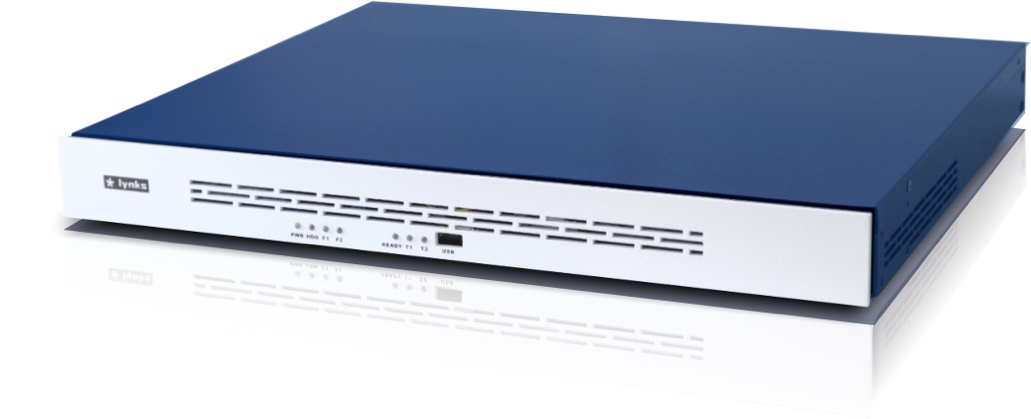 * lynks
PWR HDD F1 F2
READY T1 T2 USB